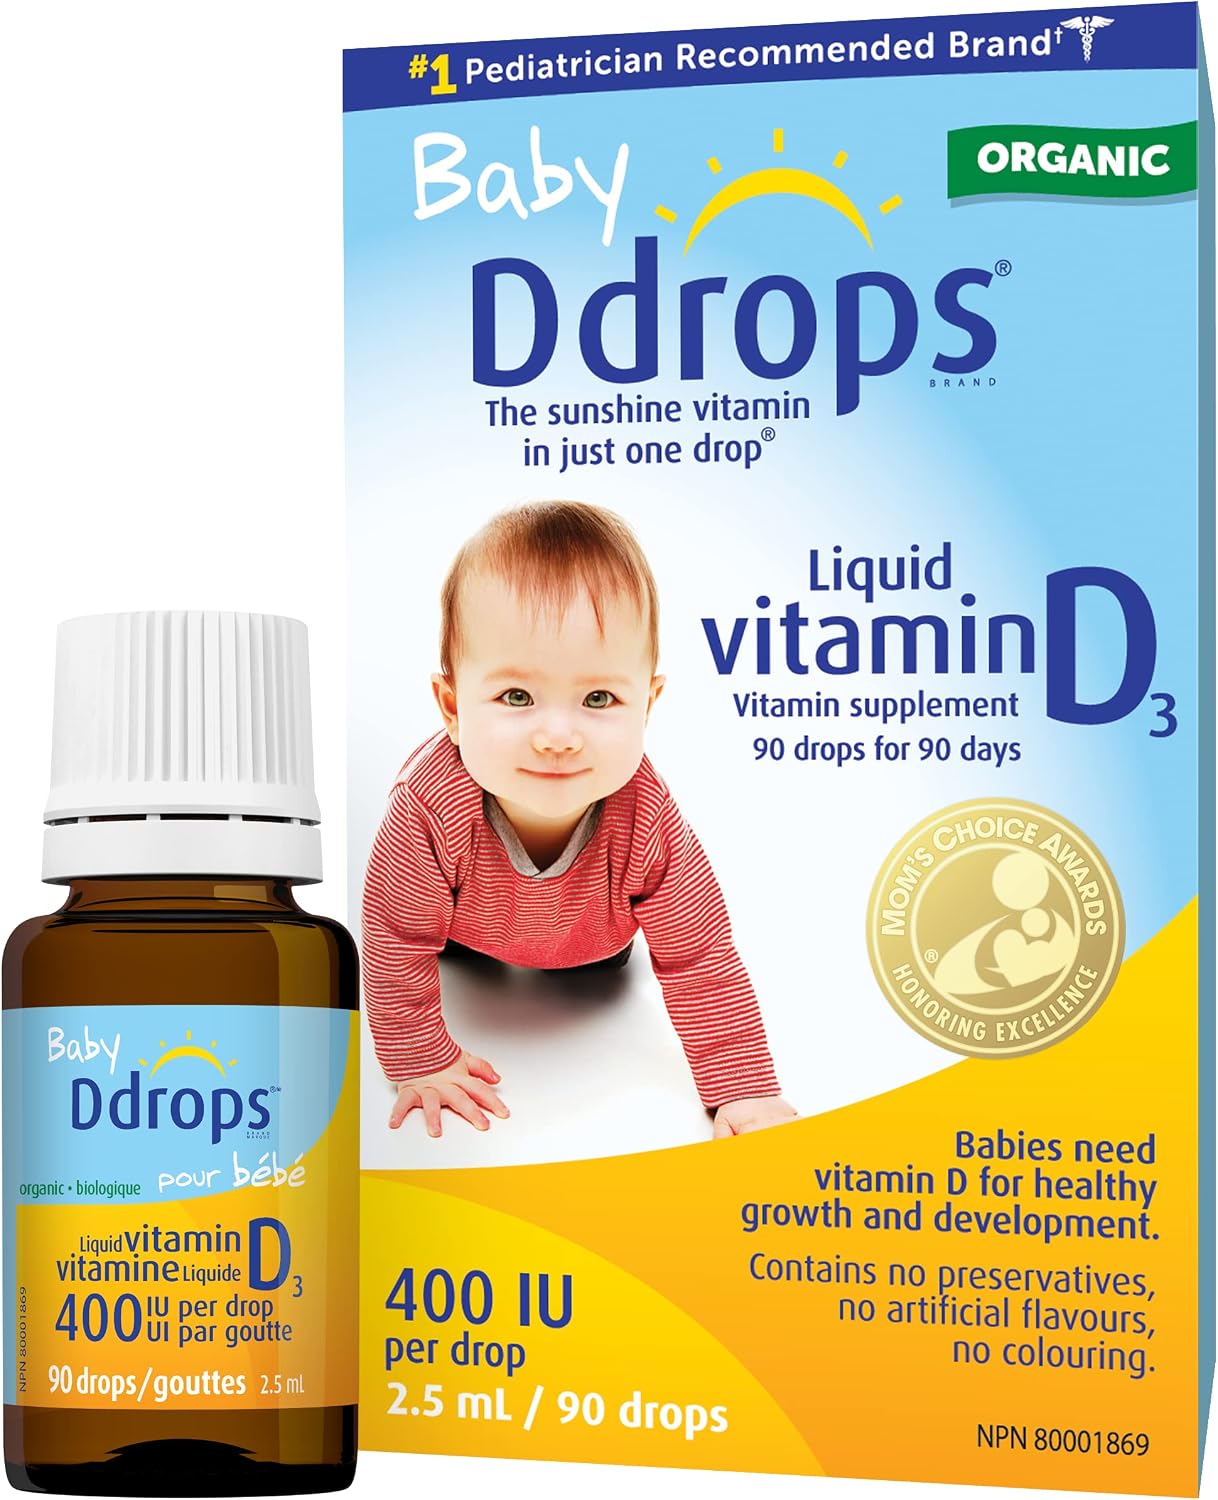 #1 Pediatrician Recommended Brand†
ORGANIC
Baby
Ddrops®
BRAND
The sunshine vitamin
in just one drop®
Liquid
vitamin D3
Vitamin supplement
90 drops for 90 days
MOM'S CHOICE AWARDS
®
HONORING EXCELLENCE
Babies need
vitamin D for healthy
growth and development.
Contains no preservatives,
no artificial flavours,
no colouring.
400 IU
per drop
2.5 mL / 90 drops
NPN 80001869
Baby
Ddrops
pour bébé
organic • biologique
Liquid vitamin D3
vitamine Liquide
400 IU per drop
UI par goutte
90 drops/gouttes 2.5 mL
NPN 80001869